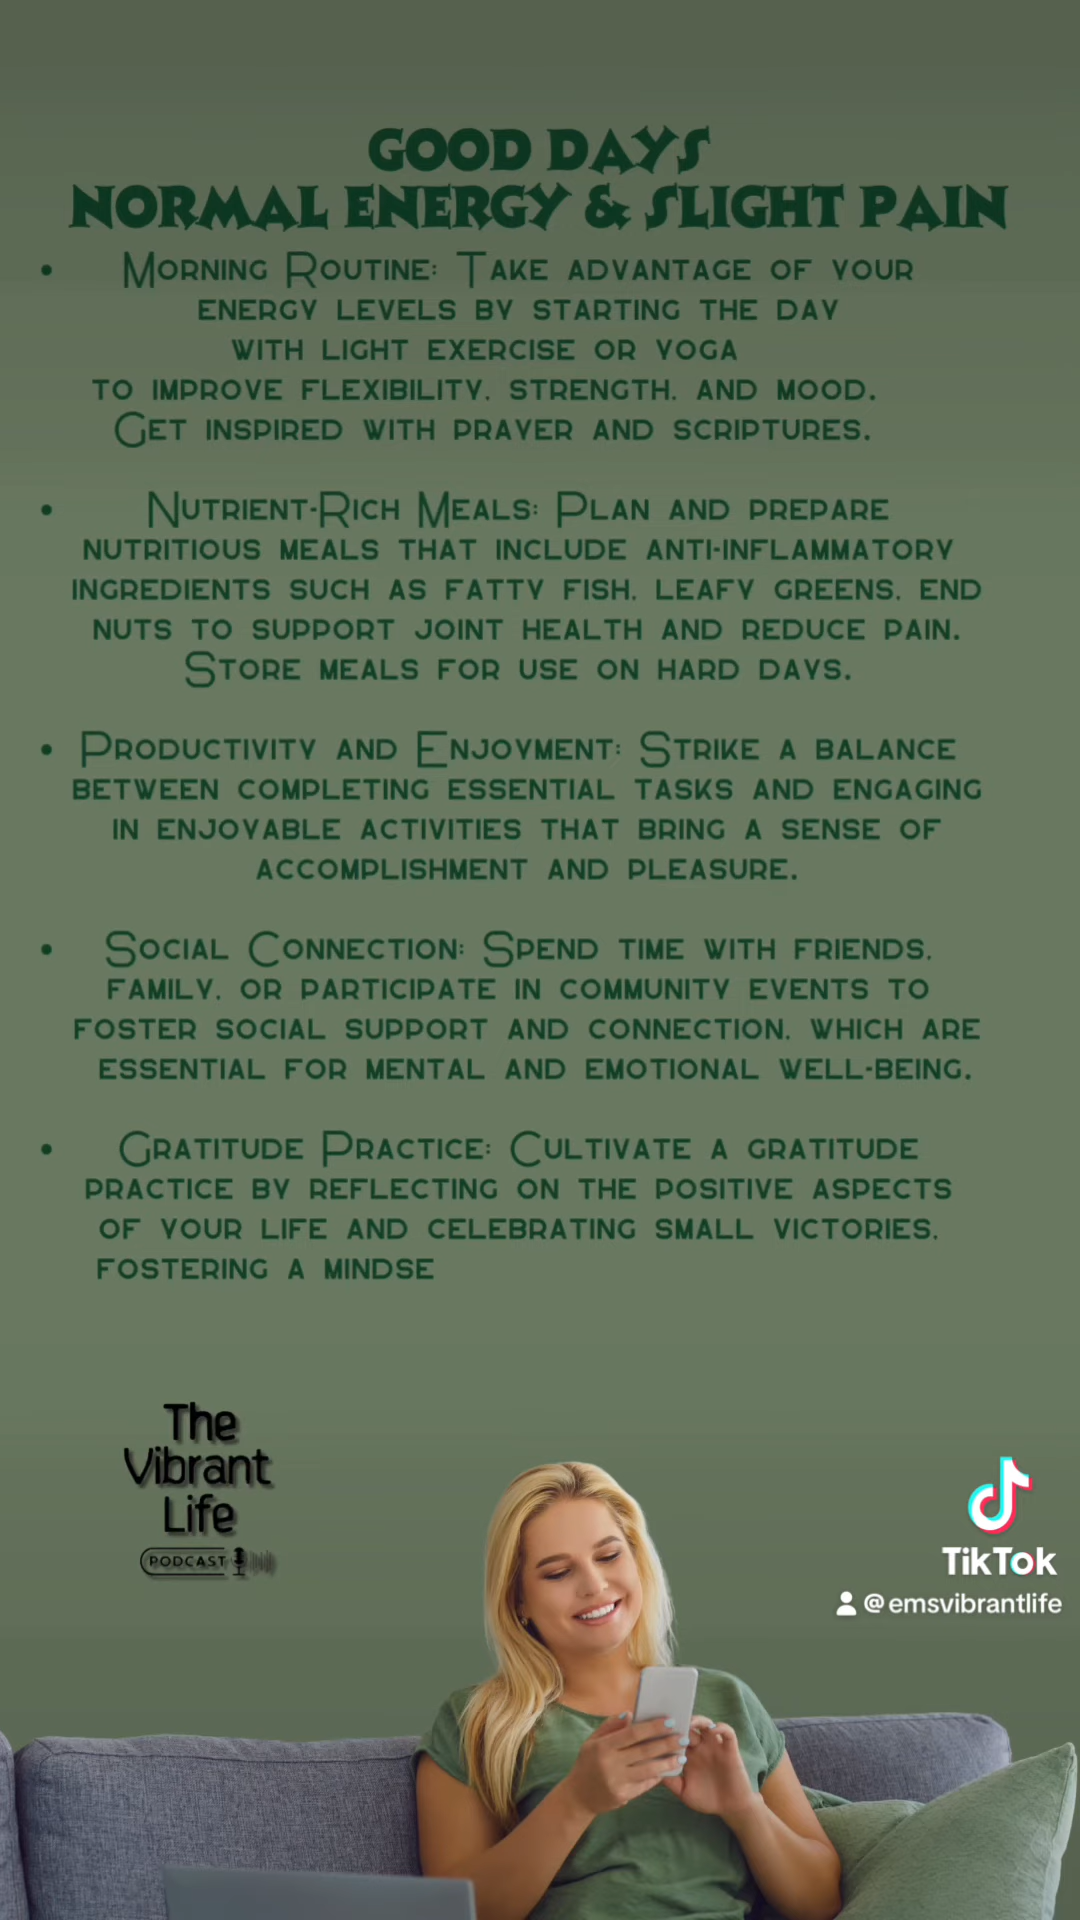 GOOD DAYS
NORMAL ENERGY & SLIGHT PAIN
• Morning Routine: Take advantage of your
energy levels by starting the day
with light exercise or yoga
to improve flexibility, strength, and mood.
Get inspired with prayer and scriptures.
• Nutrient-Rich Meals: Plan and prepare
nutritious meals that include anti-inflammatory
ingredients such as fatty fish, leafy greens, end
nuts to support joint health and reduce pain.
Store meals for use on hard days.
• Productivity and Enjoyment: Strike a balance
between completing essential tasks and engaging
in enjoyable activities that bring a sense of
accomplishment and pleasure.
• Social Connection: Spend time with friends,
family, or participate in community events to
foster social support and connection, which are
essential for mental and emotional well-being.
• Gratitude Practice: Cultivate a gratitude
practice by reflecting on the positive aspects
of your life and celebrating small victories,
fostering a mindse
The
Vibrant
Life
PODCAST
TikTok
@emsvibrantlife